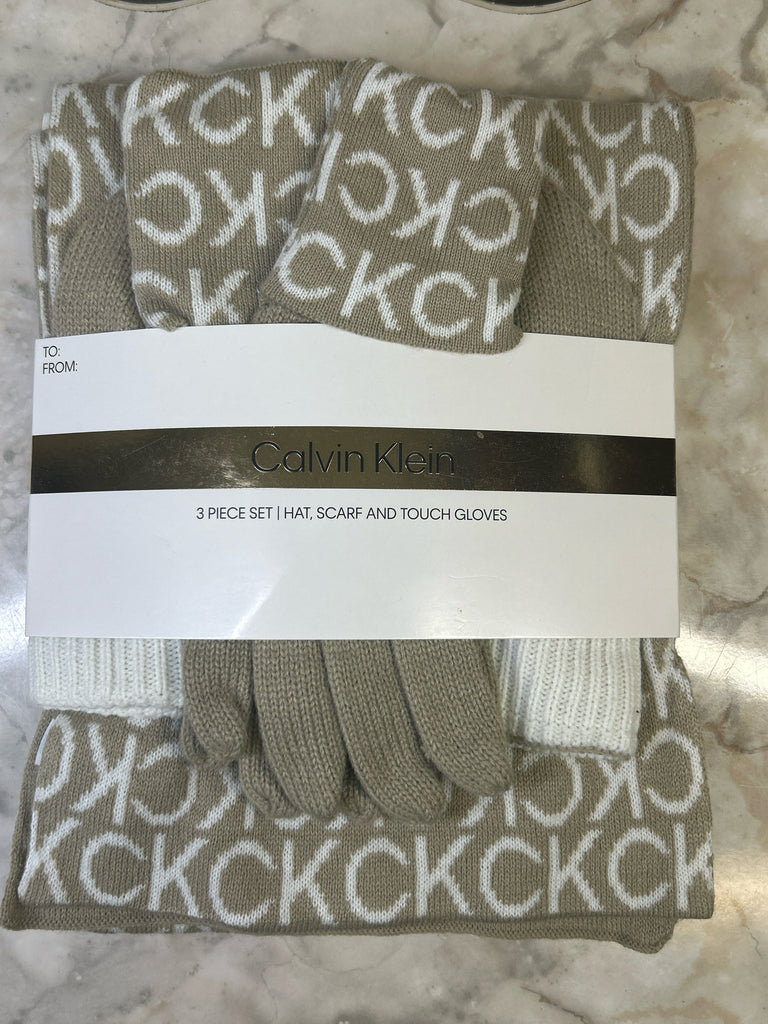 TO:
FROM:
Calvin Klein
3 PIECE SET | HAT, SCARF AND TOUCH GLOVES